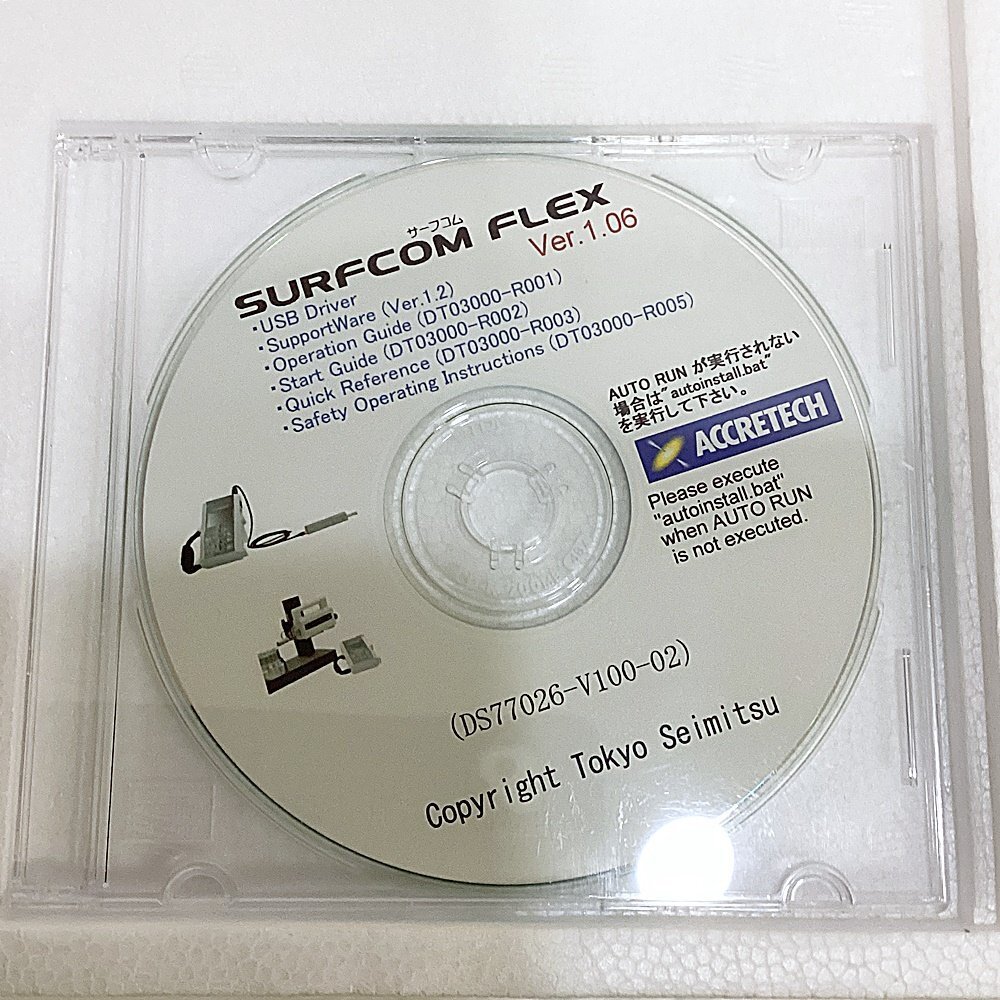 サーフコム
SURFCOM FLEX
Ver.1.06
・USB Driver
・SupportWare (Ver.1.2)
・Operation Guide (DT03000-R001)
・Start Guide (DT03000-R002)
・Quick Reference (DT03000-R003)
・Safety Operating Instructions (DT03000-R005)
AUTO RUN が実行されない
場合は"autoinstall.bat"
を実行して下さい。
ACCRETECH
Please execute
"autoinstall.bat"
when AUTO RUN
is not executed.
(DS77026-V100-02)
Copyright Tokyo Seimitsu